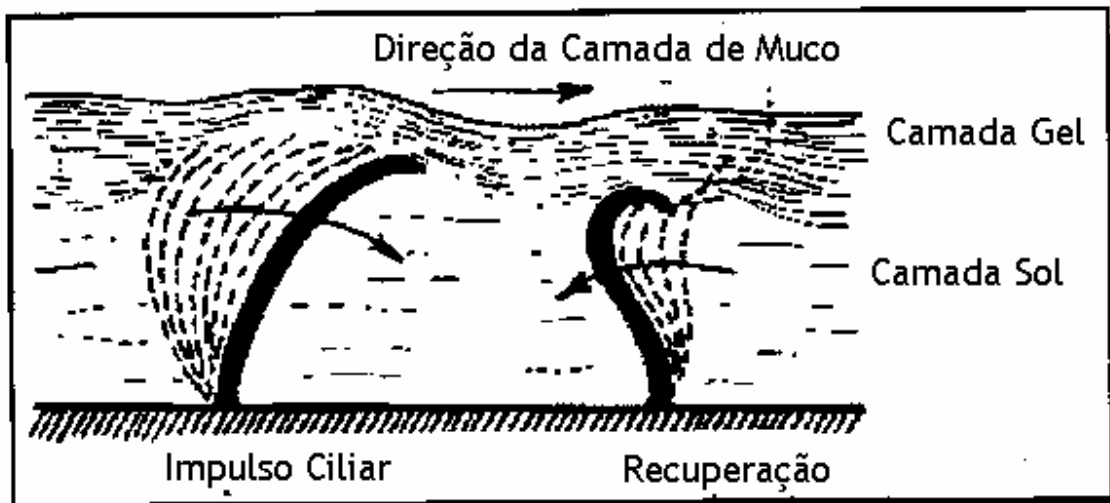 Direção da Camada de Muco
Camada Gel
Camada Sol
Impulso Ciliar
Recuperação